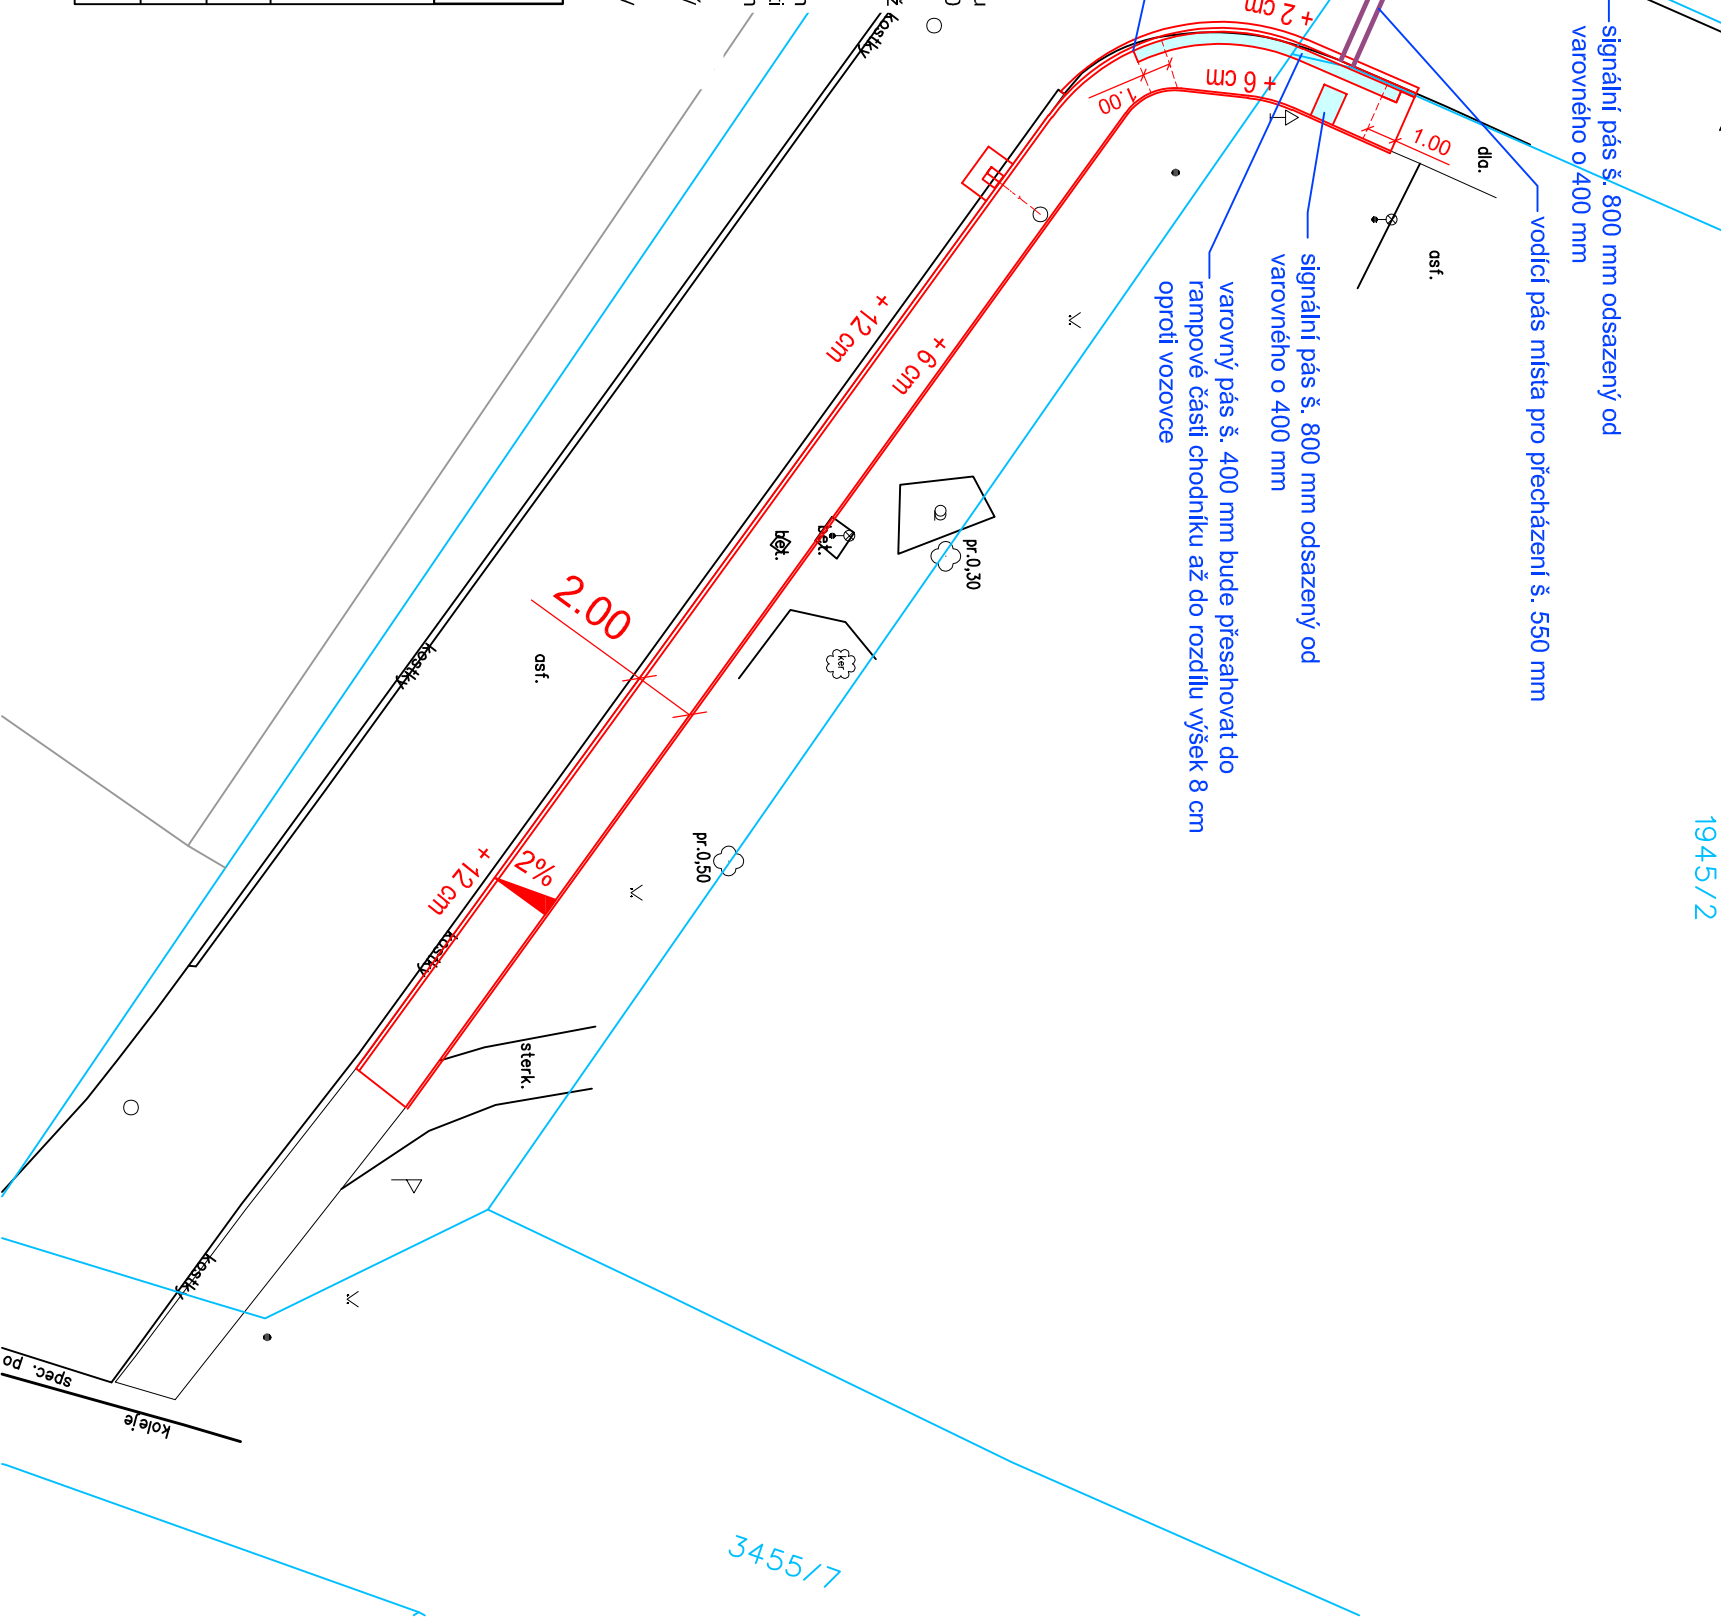 signální pás š. 800 mm odsazený od
varovného o 400 mm
vodící pás místa pro přecházení š. 550 mm
signální pás š. 800 mm odsazený od
varovného o 400 mm
varovný pás š. 400 mm bude přesahovat do
rampové části chodníku až do rozdílu výšek 8 cm
oproti vozovce
+ 2 cm
+ 6 cm
1.00
1.00
dla.
asf.
kostky
+ 12 cm
+ 6 cm
bet.
bet.
pr.0,30
ker
2.00
asf.
kostky
pr.0,50
2%
+ 12 cm
kostky
sterk.
kostky
spec. po
koleje
1945/2
3455/7